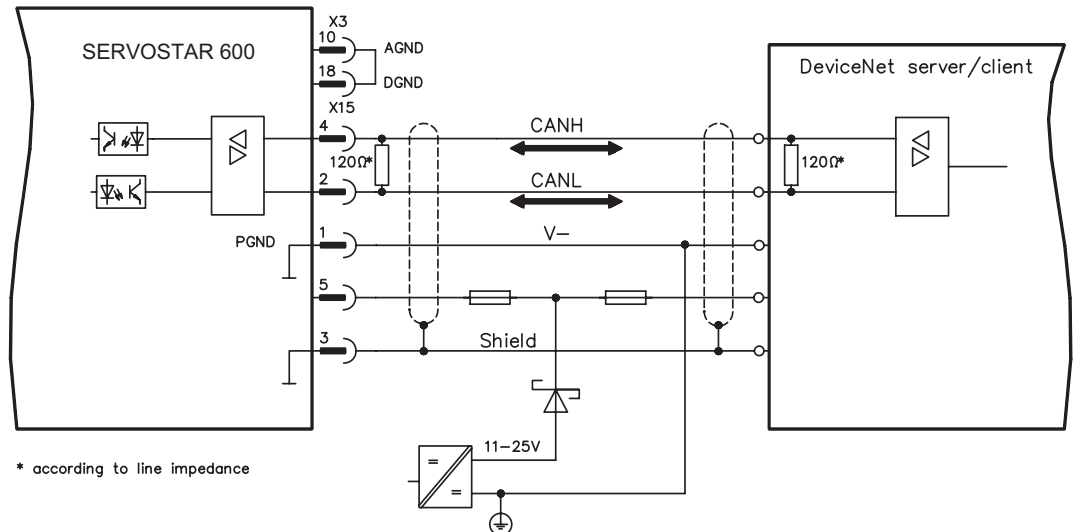 X3
SERVOSTAR 600
10
AGND
DeviceNet server/client
18
DGND
X15
4
CANH
120Ω*
120Ω*
2
CANL
PGND
1
V–
5
3
Shield
11–25V
* according to line impedance
=
=